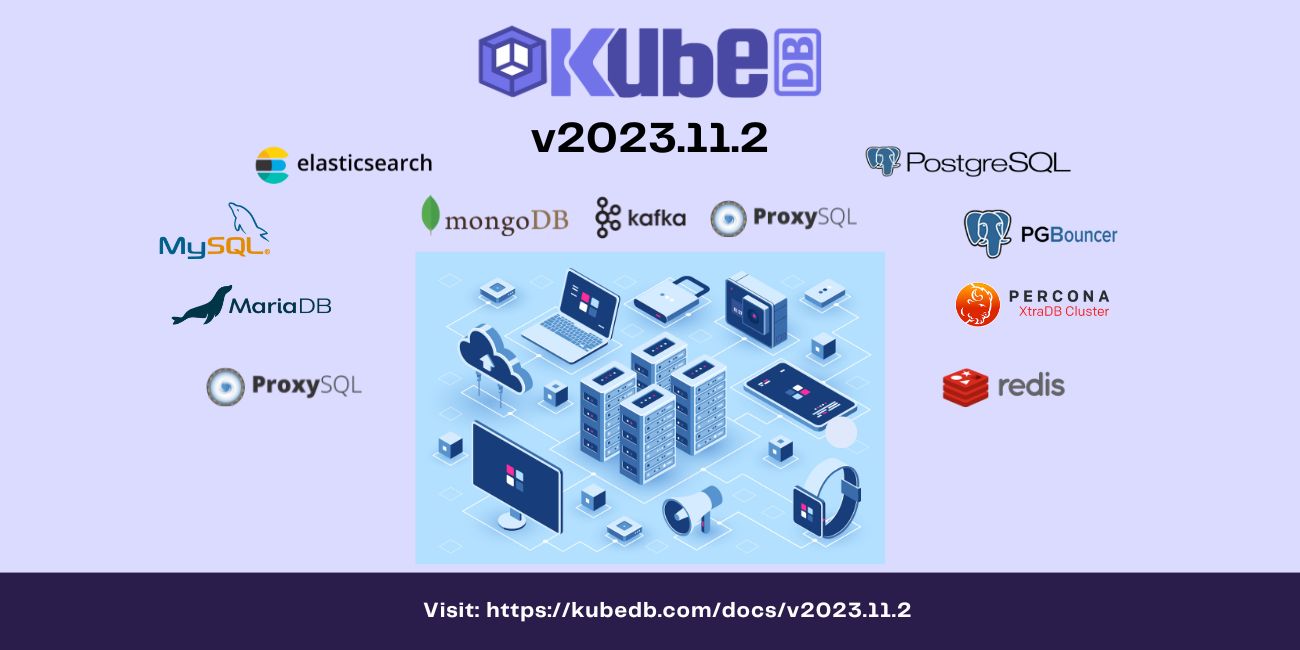 KubeDB
v2023.11.2
elasticsearch
PostgreSQL
mongoDB
kafka
ProxySQL
MySQL
PGBouncer
MariaDB
PERCONA
XtraDB Cluster
ProxySQL
redis
Visit: https://kubedb.com/docs/v2023.11.2